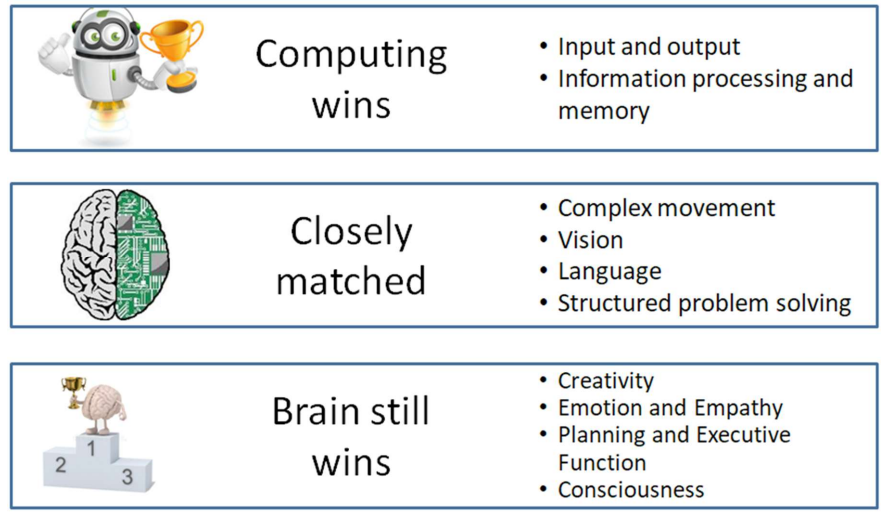 Computing
wins
• Input and output
• Information processing and
memory
Closely
matched
• Complex movement
• Vision
• Language
• Structured problem solving
Brain still
wins
• Creativity
• Emotion and Empathy
• Planning and Executive
Function
• Consciousness
1
2
3